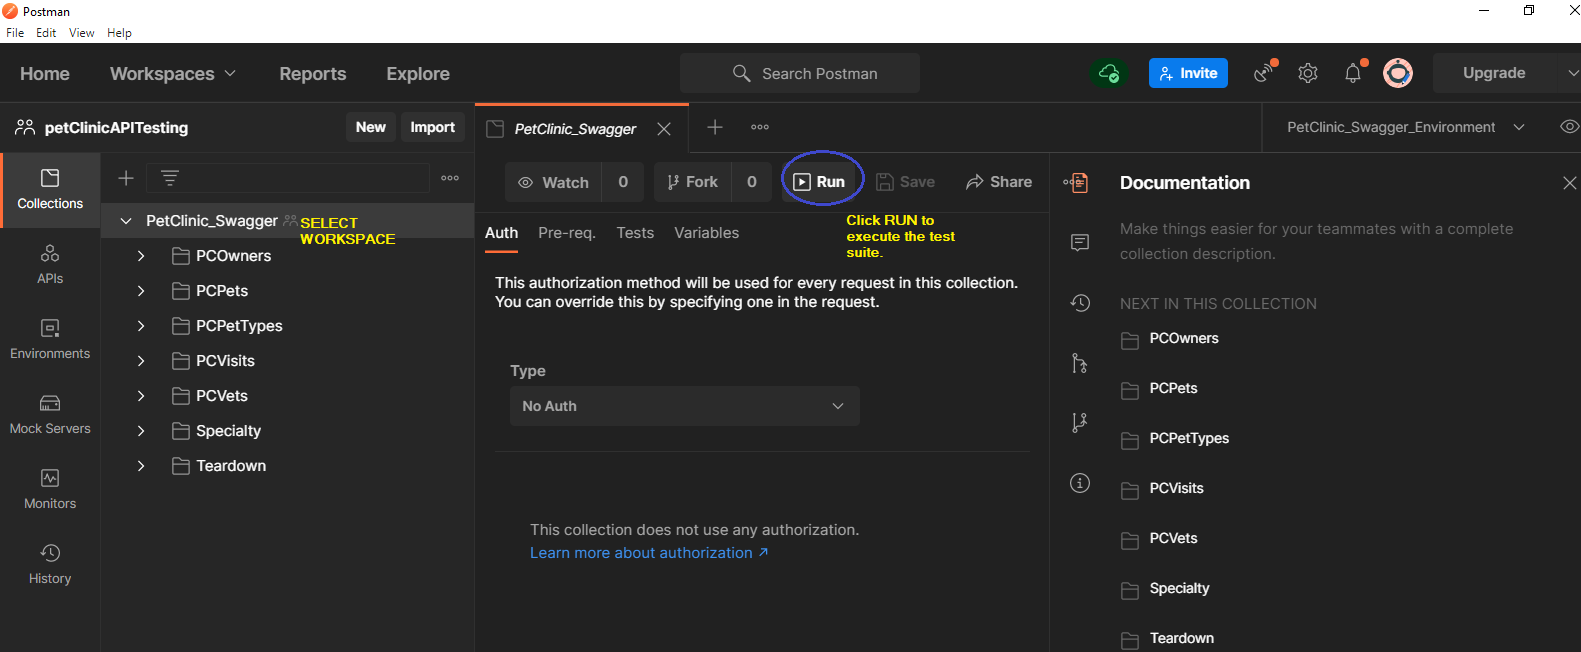 Postman
File Edit View Help
Home Workspaces Reports Explore Search Postman Invite Upgrade
petClinicAPITesting New Import PetClinic_Swagger PetClinic_Swagger_Environment
Collections
APIs
Environments
Mock Servers
Monitors
History
PetClinic_Swagger
SELECT
WORKSPACE
PCOwners
PCPets
PCPetTypes
PCVisits
PCVets
Specialty
Teardown
Watch 0 Fork 0 Run Save Share
Auth Pre-req. Tests Variables
Click RUN to
execute the test
suite.
This authorization method will be used for every request in this collection.
You can override this by specifying one in the request.
Type
No Auth
This collection does not use any authorization.
Learn more about authorization ↗
Documentation
Make things easier for your teammates with a complete
collection description.
NEXT IN THIS COLLECTION
PCOwners
PCPets
PCPetTypes
PCVisits
PCVets
Specialty
Teardown